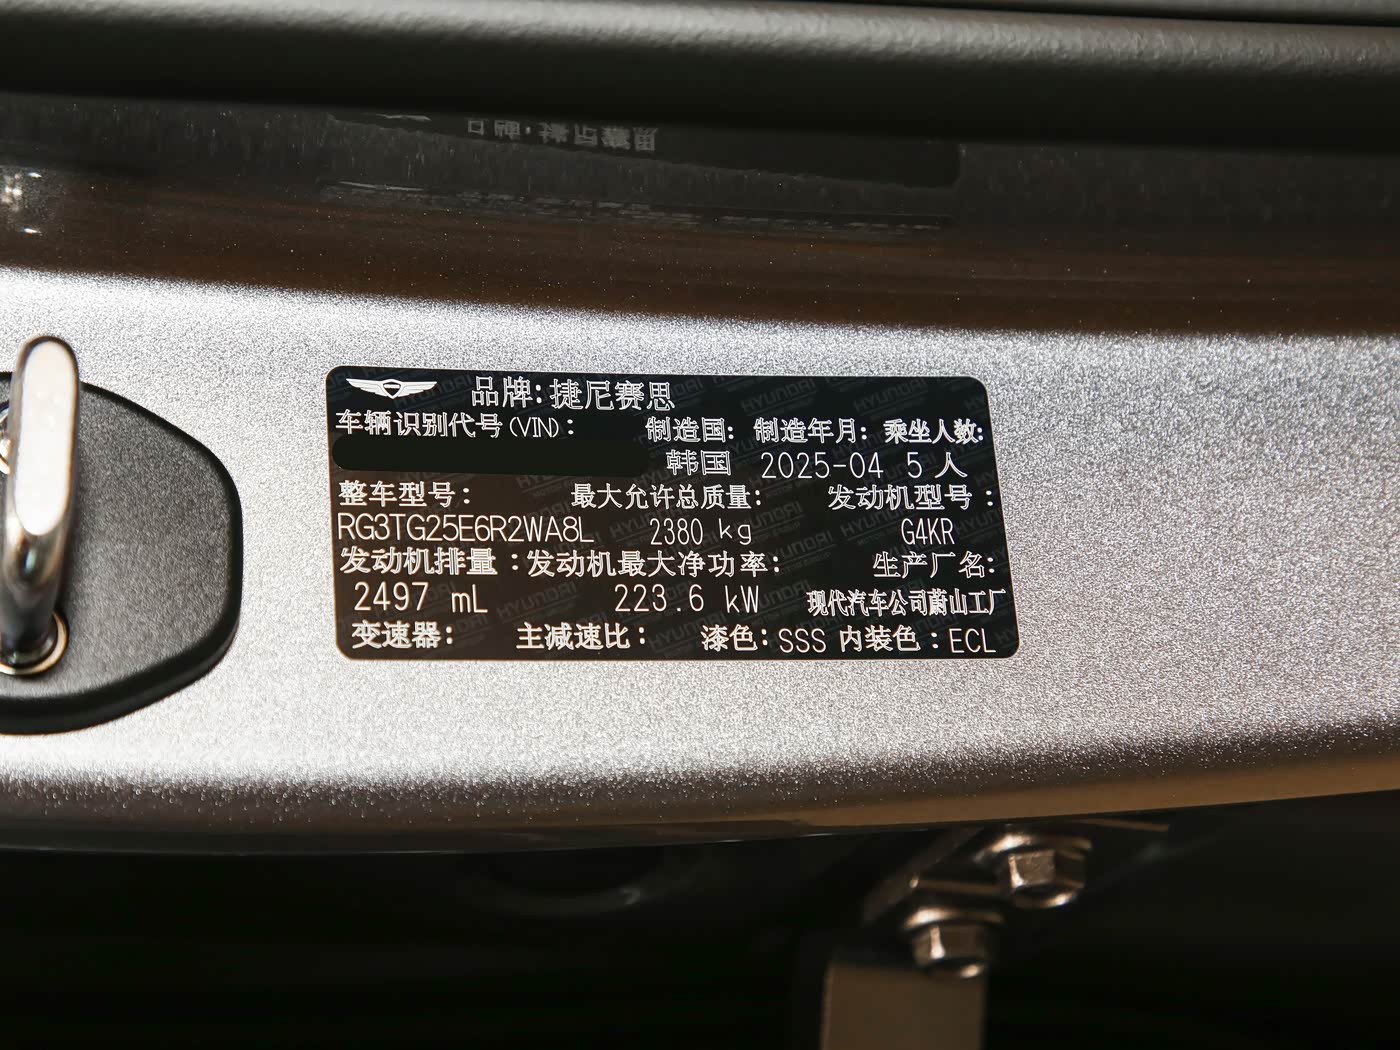 品牌:捷尼赛思
车辆识别代号(VIN): 制造国: 制造年月: 乘坐人数:
韩国 2025-04 5 人
整车型号: 最大允许总质量: 发动机型号:
RG3TG25E6R2WA8L 2380 kg G4KR
发动机排量:发动机最大净功率: 生产厂名:
2497 mL 223.6 kW 现代汽车公司蔚山工厂
变速器: 主减速比: 漆色:SSS 内装色:ECL